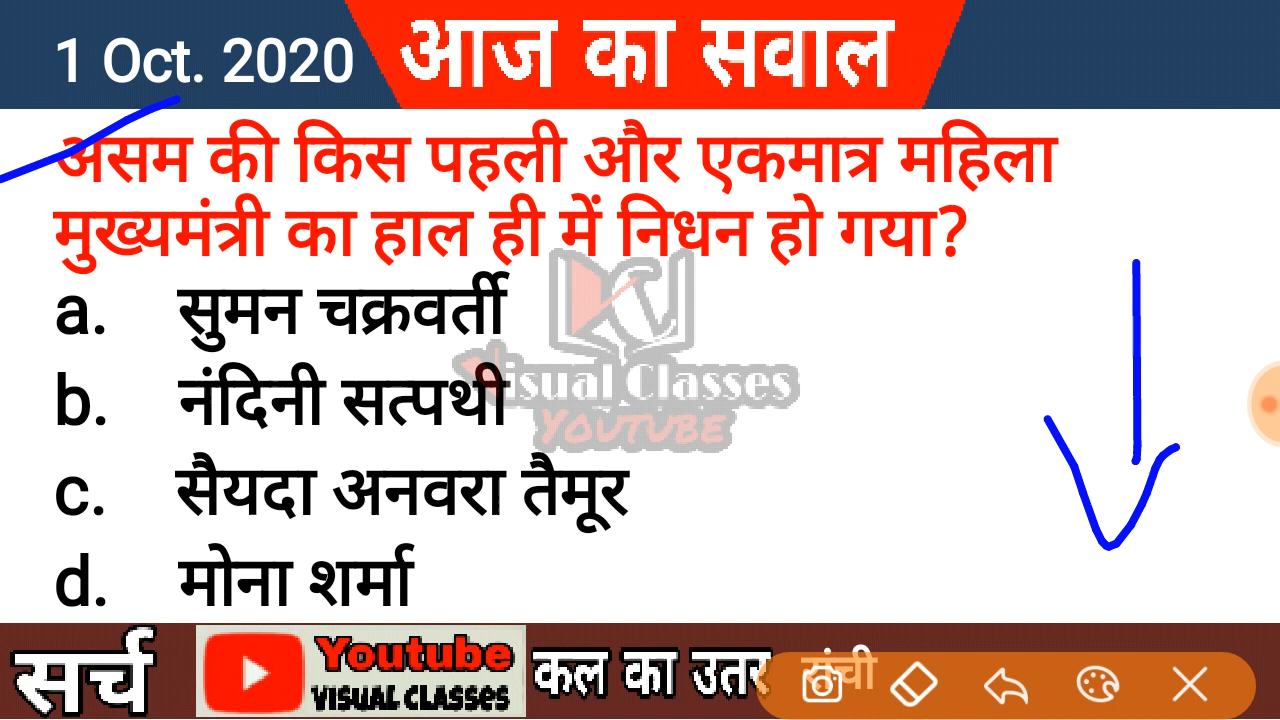 1 Oct. 2020
आज का सवाल
असम की किस पहली और एकमात्र महिला
मुख्यमंत्री का हाल ही में निधन हो गया?
a. सुमन चक्रवर्ती
b. नंदिनी सत्पथी
c. सैयदा अनवरा तैमूर
d. मोना शर्मा
Visual Classes
YOUTUBE
सर्च
Youtube
VISUAL CLASSES
कल का उतर